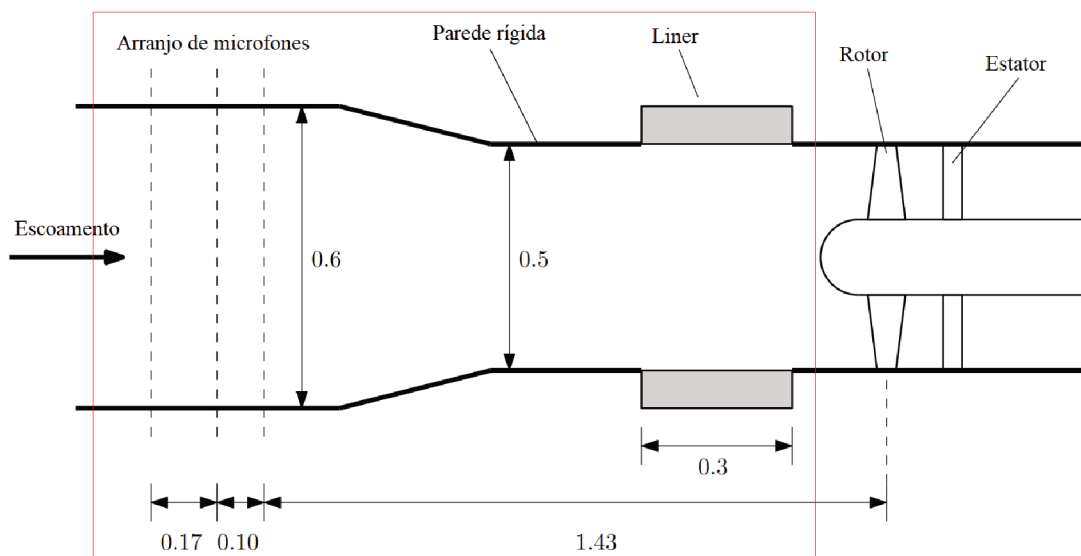 Arranjo de microfones
Parede rígida
Liner
Rotor
Estator
Escoamento
0.6
0.5
0.3
0.17
0.10
1.43